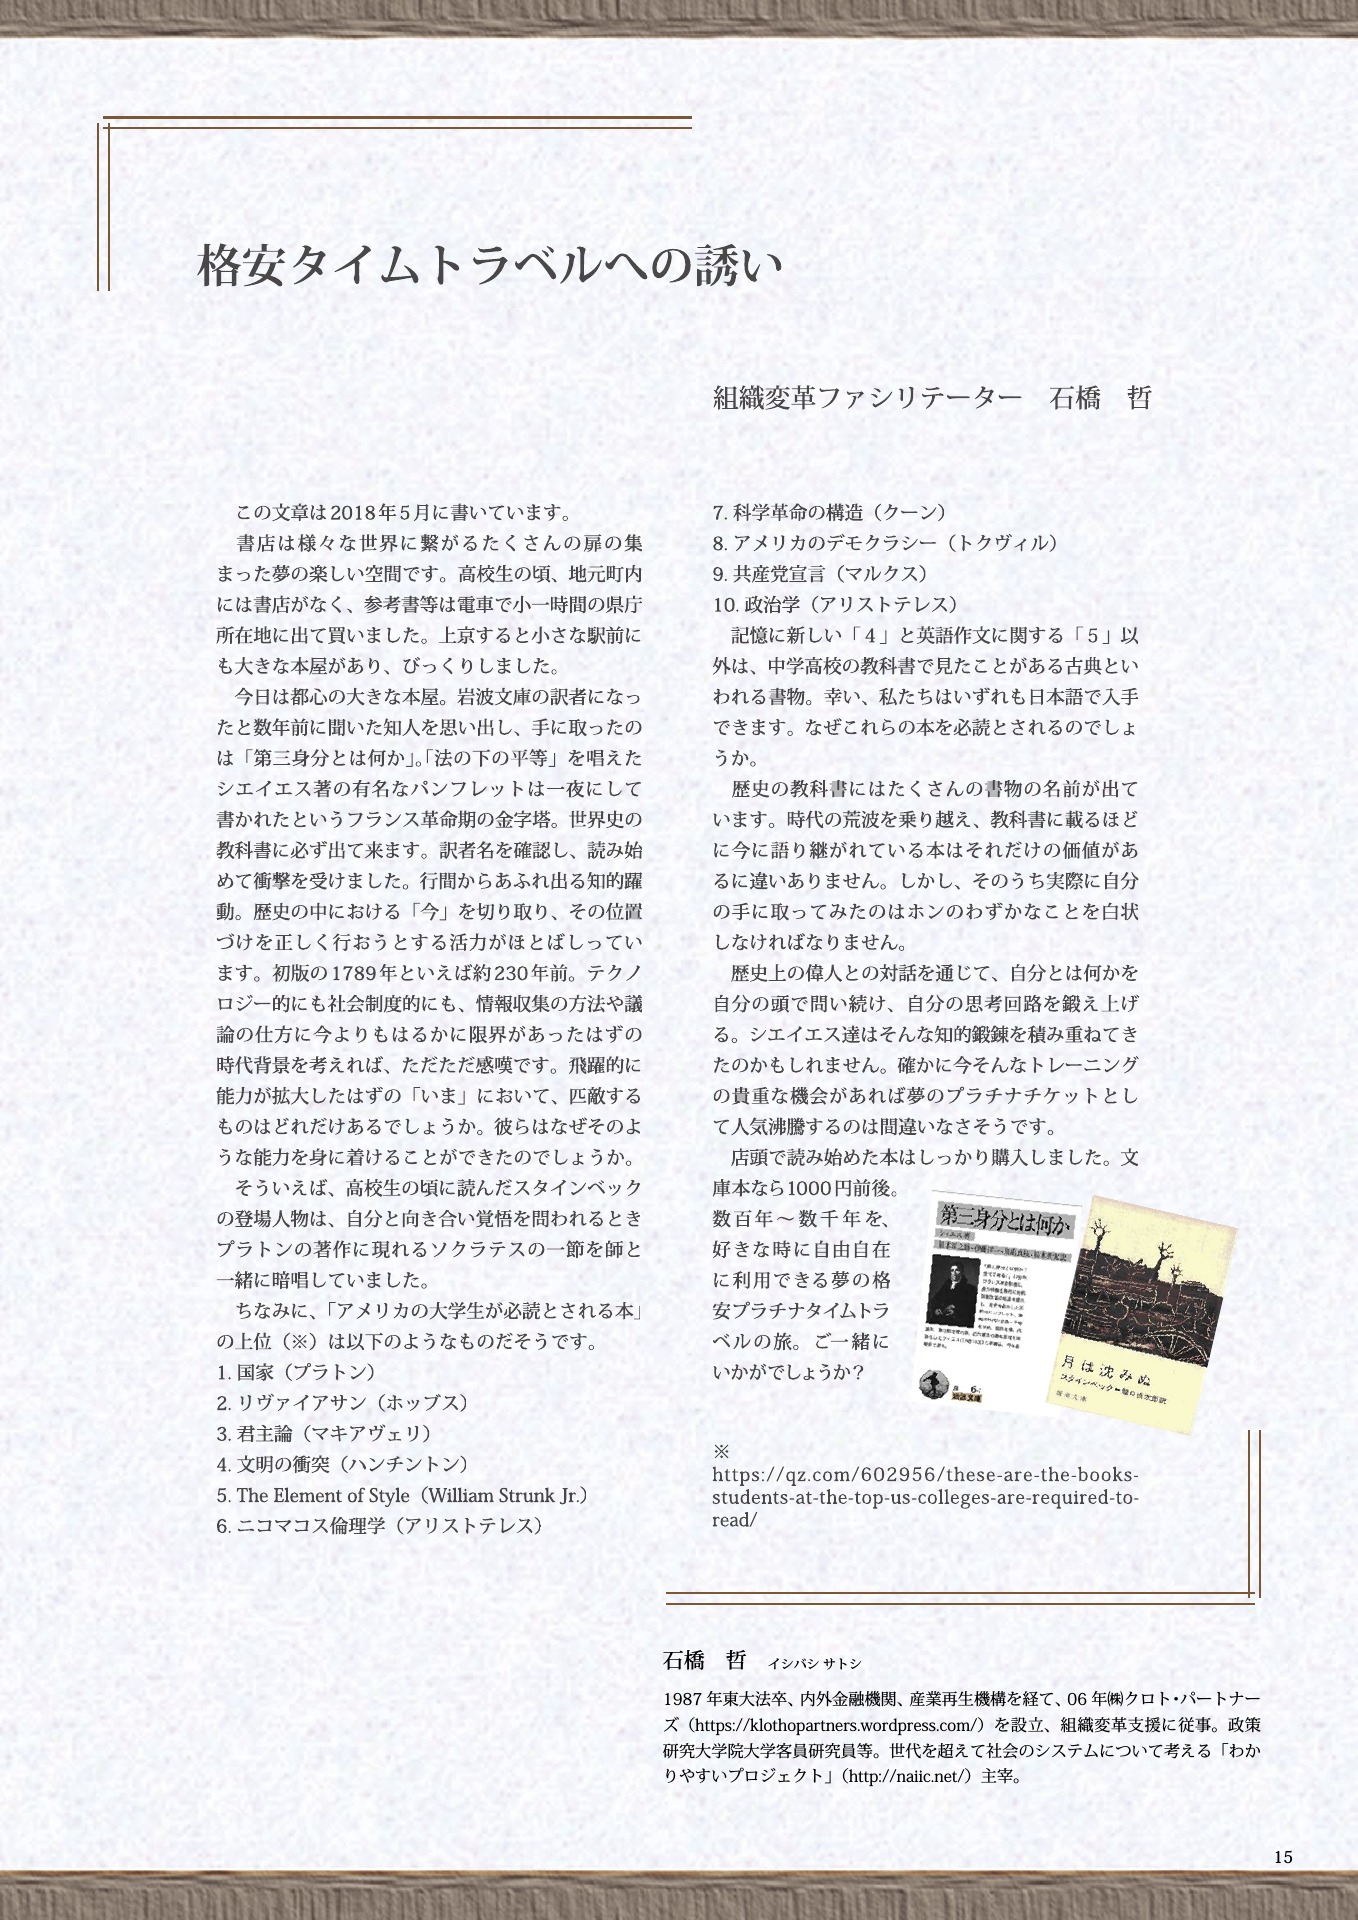 格安タイムトラベルへの誘い
組織変革ファシリテーター　石橋　哲
　この文章は2018年5月に書いています。
　書店は様々な世界に繋がるたくさんの扉の集
まった夢の楽しい空間です。高校生の頃、地元町内
には書店がなく、参考書等は電車で小一時間の県庁
所在地に出て買いました。上京すると小さな駅前に
も大きな本屋があり、びっくりしました。
　今日は都心の大きな本屋。岩波文庫の訳者になっ
たと数年前に聞いた知人を思い出し、手に取ったの
は「第三身分とは何か」。「法の下の平等」を唱えた
シエイエス著の有名なパンフレットは一夜にして
書かれたというフランス革命期の金字塔。世界史の
教科書に必ず出て来ます。訳者名を確認し、読み始
めて衝撃を受けました。行間からあふれ出る知的躍
動。歴史の中における「今」を切り取り、その位置
づけを正しく行おうとする活力がほとばしってい
ます。初版の1789年といえば約230年前。テクノ
ロジー的にも社会制度的にも、情報収集の方法や議
論の仕方に今よりもはるかに限界があったはずの
時代背景を考えれば、ただただ感嘆です。飛躍的に
能力が拡大したはずの「いま」において、匹敵する
ものはどれだけあるでしょうか。彼らはなぜそのよ
うな能力を身に着けることができたのでしょうか。
　そういえば、高校生の頃に読んだスタインベック
の登場人物は、自分と向き合い覚悟を問われるとき
プラトンの著作に現れるソクラテスの一節を師と
一緒に暗唱していました。
　ちなみに、「アメリカの大学生が必読とされる本」
の上位（※）は以下のようなものだそうです。
1. 国家（プラトン）
2. リヴァイアサン（ホッブス）
3. 君主論（マキアヴェリ）
4. 文明の衝突（ハンチントン）
5. The Element of Style（William Strunk Jr.）
6. ニコマコス倫理学（アリストテレス）
7. 科学革命の構造（クーン）
8. アメリカのデモクラシー（トクヴィル）
9. 共産党宣言（マルクス）
10. 政治学（アリストテレス）
　記憶に新しい「４」と英語作文に関する「５」以
外は、中学高校の教科書で見たことがある古典とい
われる書物。幸い、私たちはいずれも日本語で入手
できます。なぜこれらの本を必読とされるのでしょ
うか。
　歴史の教科書にはたくさんの書物の名前が出て
います。時代の荒波を乗り越え、教科書に載るほど
に今に語り継がれている本はそれだけの価値があ
るに違いありません。しかし、そのうち実際に自分
の手に取ってみたのはホンのわずかなことを白状
しなければなりません。
　歴史上の偉人との対話を通じて、自分とは何かを
自分の頭で問い続け、自分の思考回路を鍛え上げ
る。シエイエス達はそんな知的鍛錬を積み重ねてき
たのかもしれません。確かに今そんなトレーニング
の貴重な機会があれば夢のプラチナチケットとし
て人気沸騰するのは間違いなさそうです。
　店頭で読み始めた本はしっかり購入しました。文
庫本なら1000円前後。
数百年～数千年を、
好きな時に自由自在
に利用できる夢の格
安プラチナタイムトラ
ベルの旅。ご一緒に
いかがでしょうか？
第三身分とは何か
岩波文庫
月は沈みぬ
※
https://qz.com/602956/these-are-the-books-
students-at-the-top-us-colleges-are-required-to-
read/
石橋　哲　イシバシ サトシ
1987 年東大法卒、内外金融機関、産業再生機構を経て、06 年㈱クロト・パートナー
ズ（https://klothopartners.wordpress.com/）を設立、組織変革支援に従事。政策
研究大学院大学客員研究員等。世代を超えて社会のシステムについて考える「わか
りやすいプロジェクト」（http://naiic.net/）主宰。
15